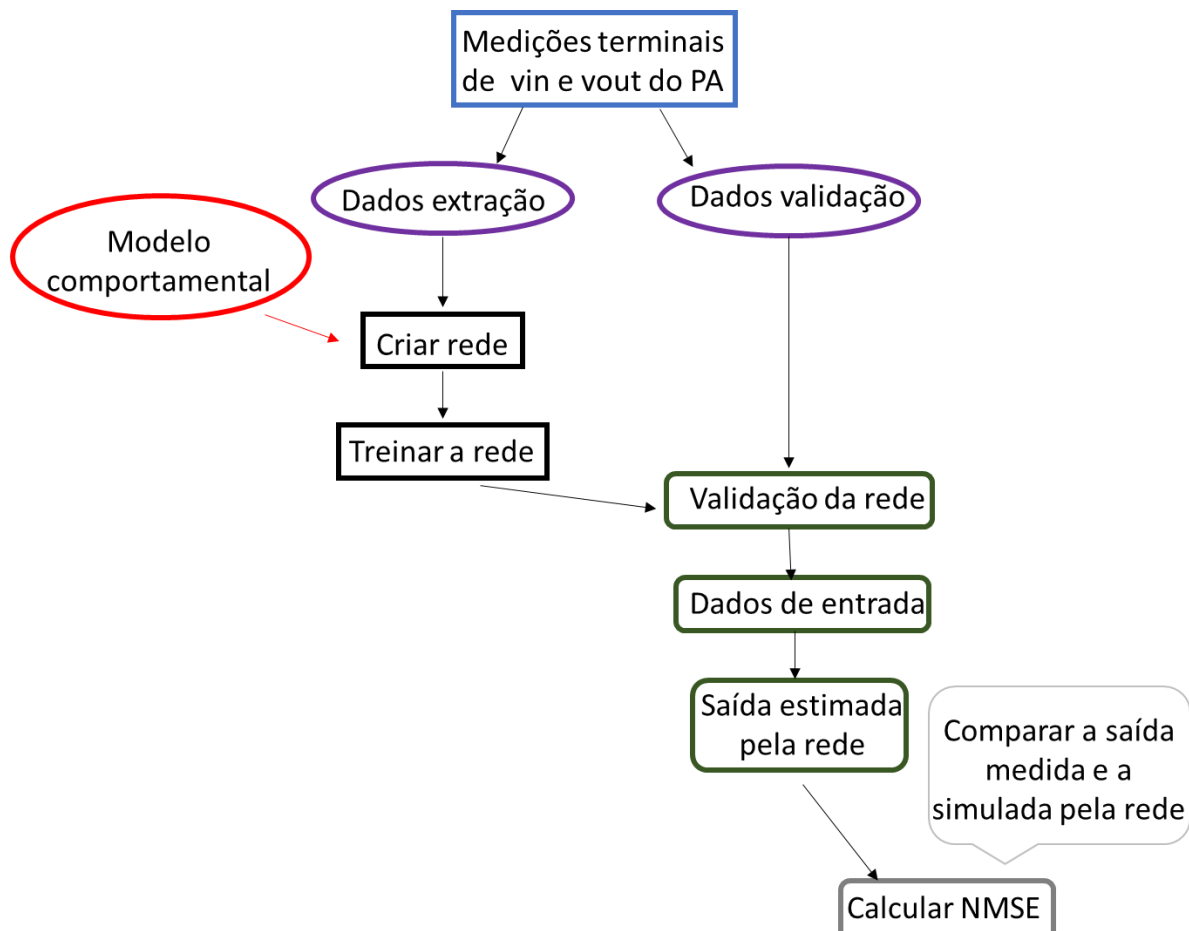 Medições terminais
de vin e vout do PA
Dados extração
Dados validação
Modelo
comportamental
Criar rede
Treinar a rede
Validação da rede
Dados de entrada
Saída estimada
pela rede
Comparar a saída
medida e a
simulada pela rede
Calcular NMSE